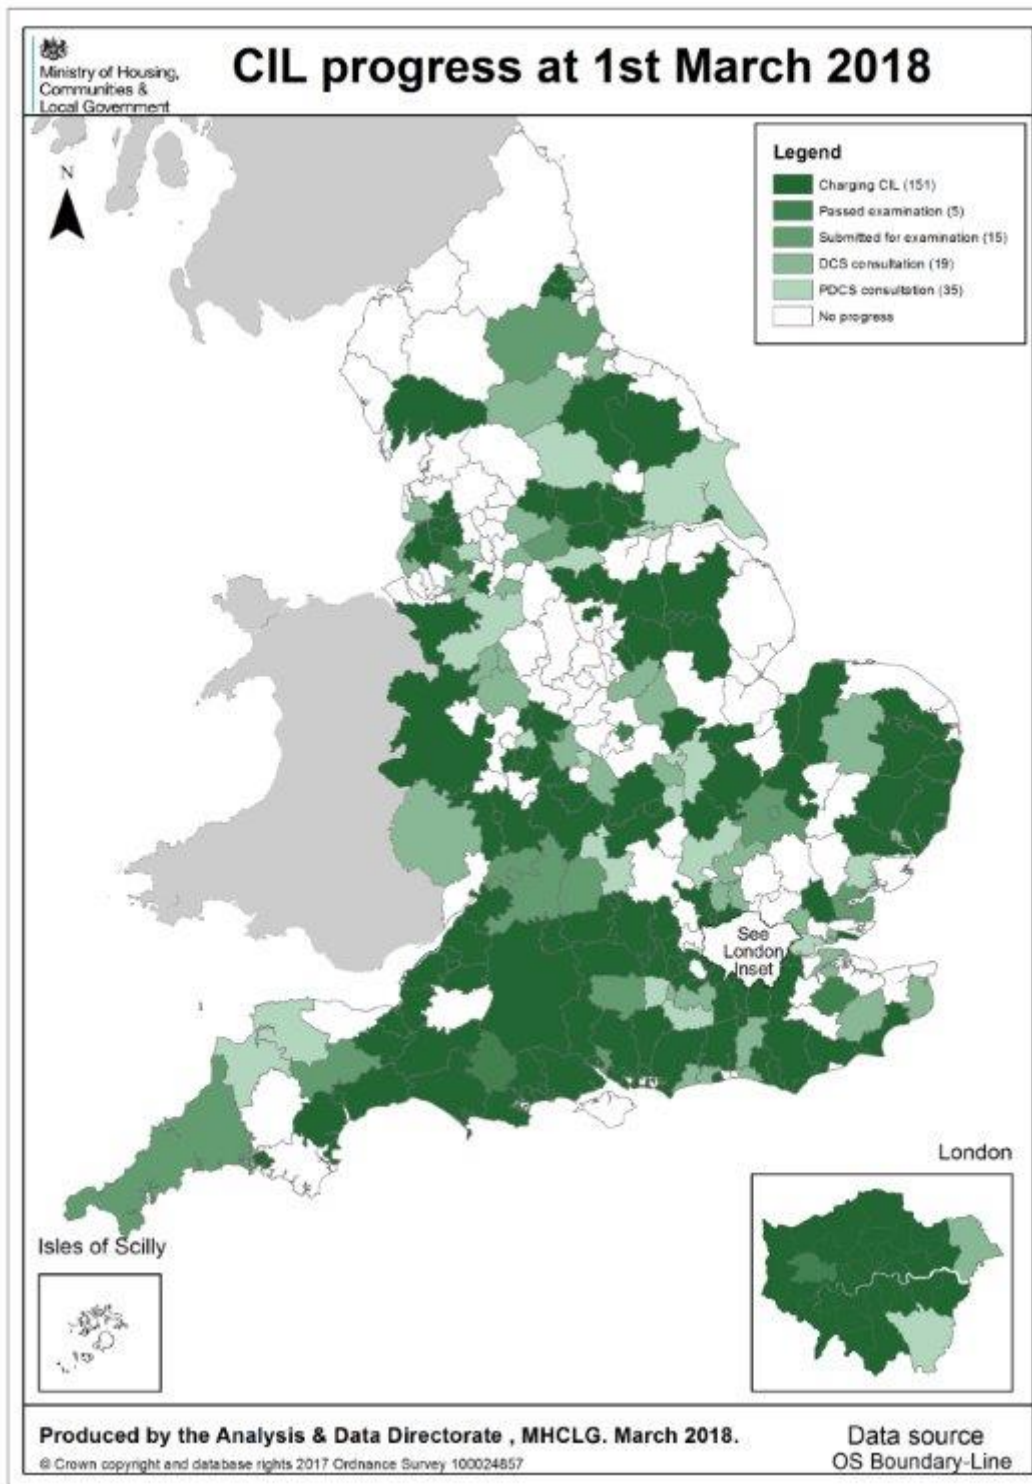 Ministry of Housing,
Communities &
Local Government
CIL progress at 1st March 2018
N
Legend
Charging CIL (151)
Passed examination (5)
Submitted for examination (15)
DCS consultation (19)
PDCS consultation (35)
No progress
See
London
Inset
1
London
Isles of Scilly
Produced by the Analysis & Data Directorate , MHCLG. March 2018.
© Crown copyright and database rights 2017 Ordnance Survey 100024857
Data source
OS Boundary-Line